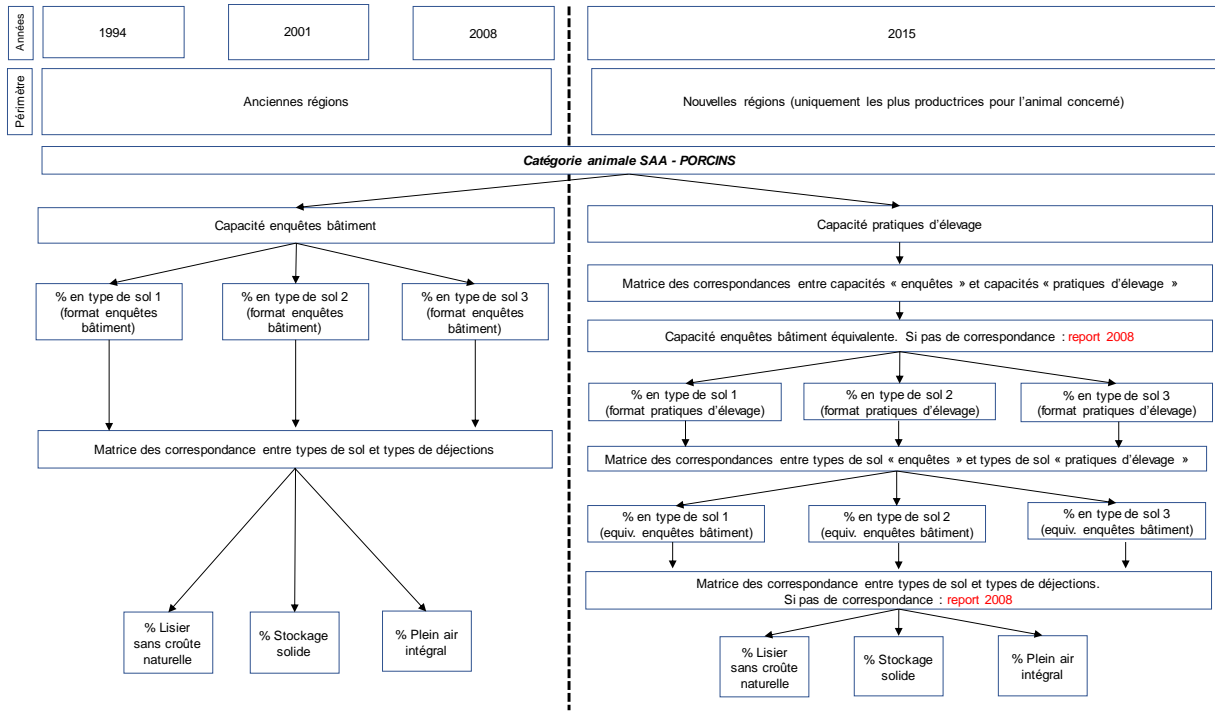 Années
1994
2001
2008
2015
Périmètre
Anciennes régions
Nouvelles régions (uniquement les plus productrices pour l'animal concerné)
Catégorie animale SAA - PORCINS
Capacité enquêtes bâtiment
% en type de sol 1
(format enquêtes
bâtiment)
% en type de sol 2
(format enquêtes
bâtiment)
% en type de sol 3
(format enquêtes
bâtiment)
Matrice des correspondance entre types de sol et types de déjections
% Lisier
sans croûte
naturelle
% Stockage
solide
% Plein air
intégral
Capacité pratiques d'élevage
Matrice des correspondances entre capacités « enquêtes » et capacités « pratiques d'élevage »
Capacité enquêtes bâtiment équivalente. Si pas de correspondance : report 2008
% en type de sol 1
(format pratiques d'élevage)
% en type de sol 2
(format pratiques d'élevage)
% en type de sol 3
(format pratiques d'élevage)
Matrice des correspondances entre types de sol « enquêtes » et types de sol « pratiques d'élevage »
% en type de sol 1
(equiv. enquêtes bâtiment)
% en type de sol 2
(equiv. enquêtes bâtiment)
% en type de sol 3
(equiv. enquêtes bâtiment)
Matrice des correspondance entre types de sol et types de déjections.
Si pas de correspondance : report 2008
% Lisier
sans croûte
naturelle
% Stockage
solide
% Plein air
intégral